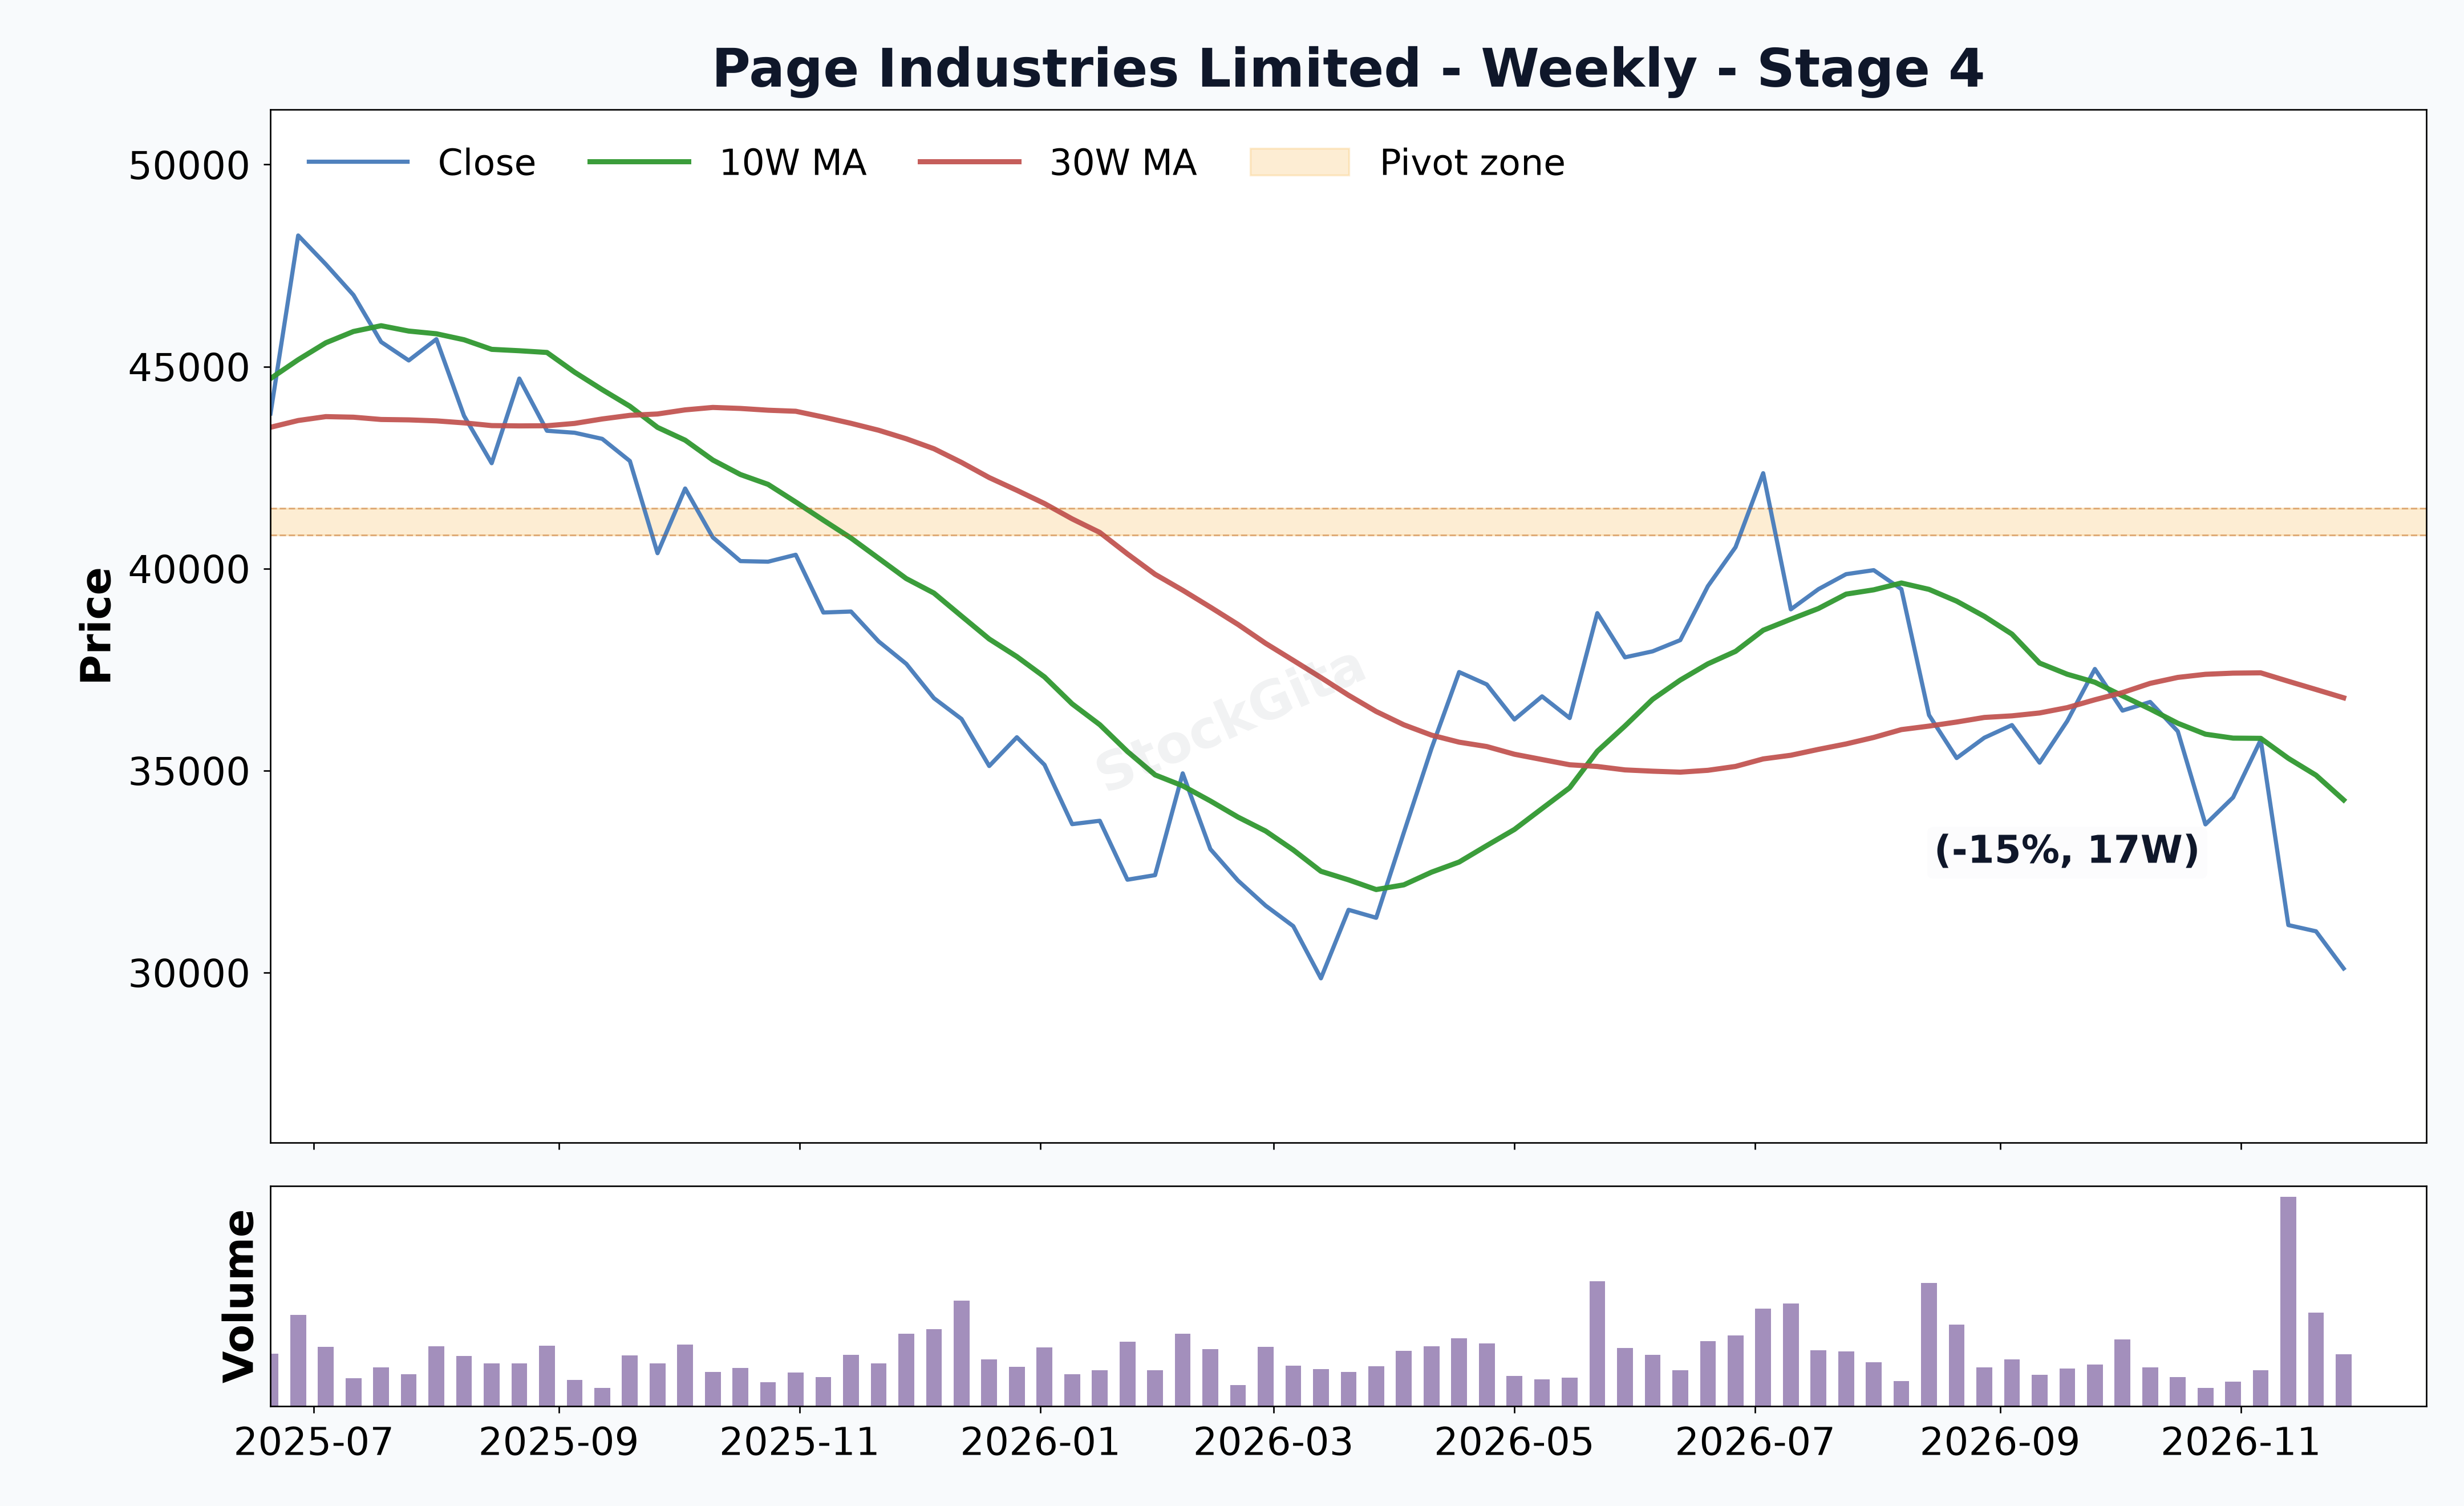 Page Industries Limited - Weekly - Stage 4
Close
10W MA
30W MA
Pivot zone
50000
45000
40000
35000
30000
Price
StockGita
(-15%, 17W)
Volume
2025-07
2025-09
2025-11
2026-01
2026-03
2026-05
2026-07
2026-09
2026-11